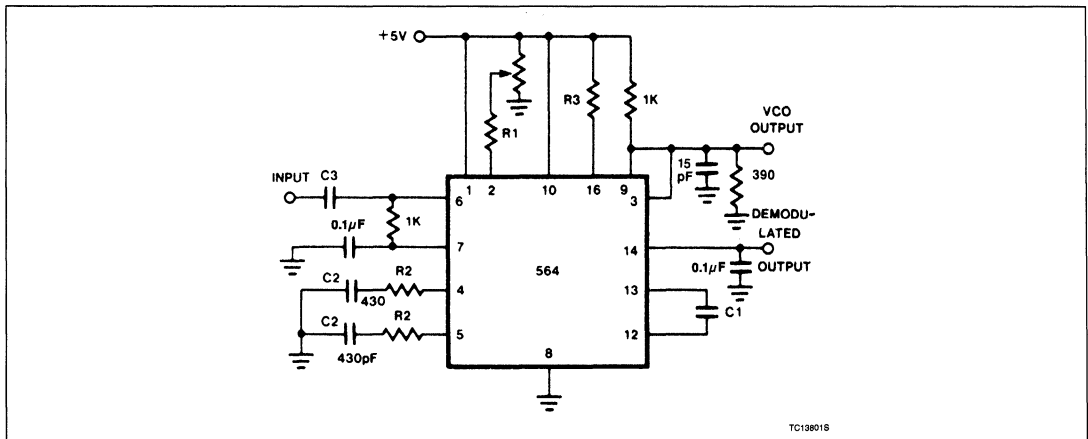 +5V
R1
R3
1K
VCO
OUTPUT
15
pF
390
INPUT
C3
1 2 10 16 9
6
3
1K
DEMODU-
LATED
OUTPUT
0.1μF
7
14
564
0.1μF
C2
R2
430
4
13
C1
C2
R2
430pF
5
12
8
TC13801S